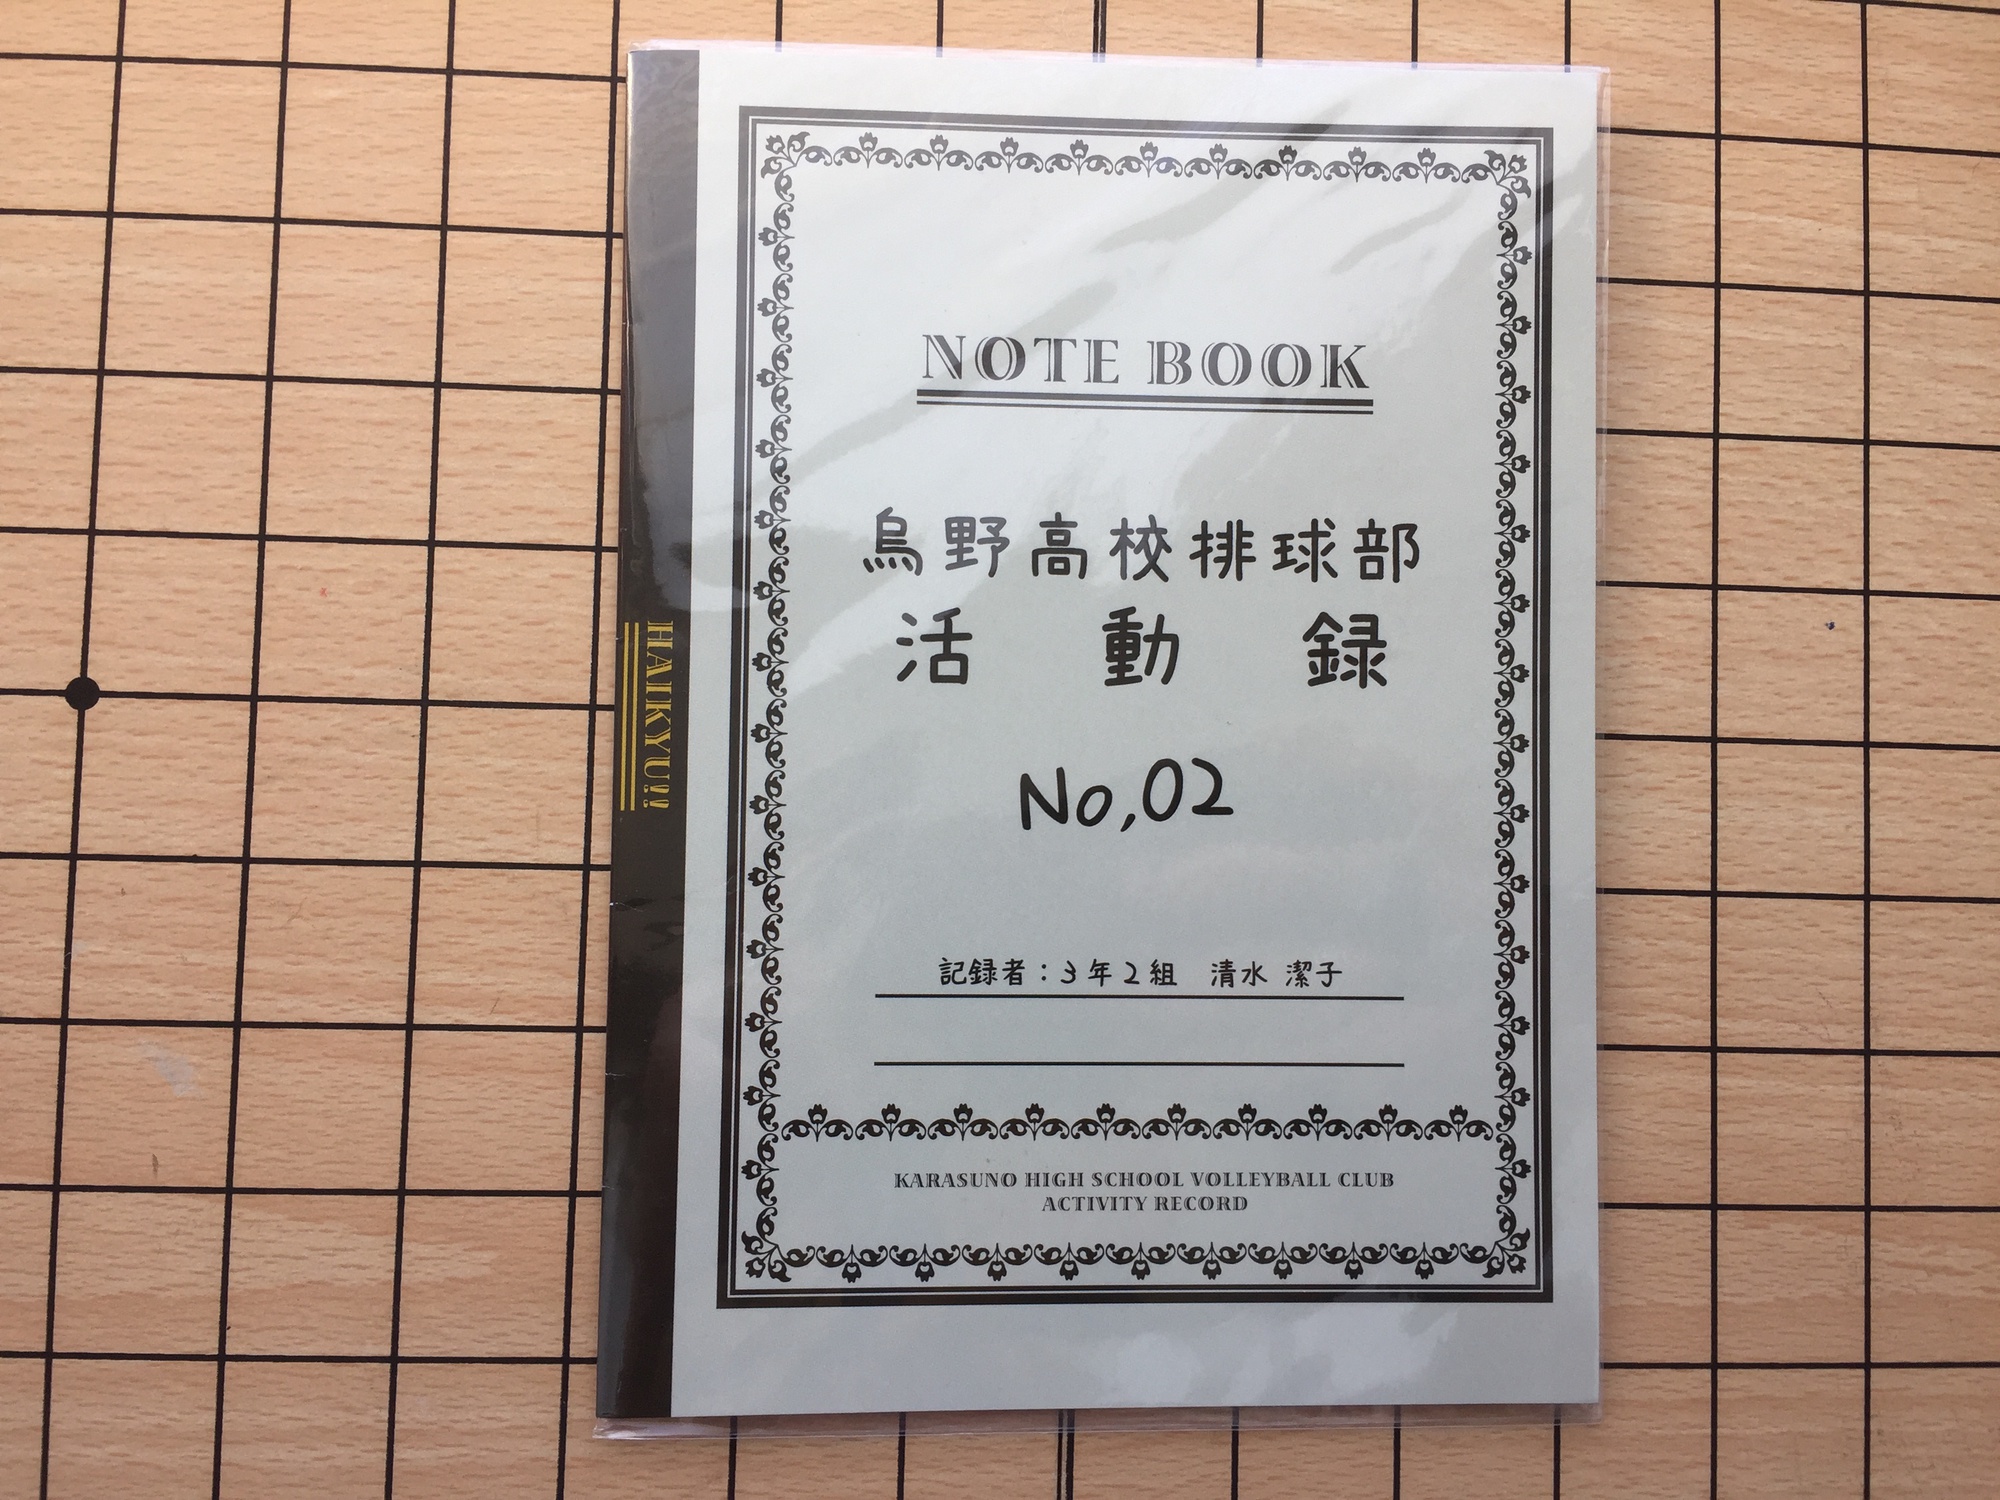 NOTE BOOK
烏野高校排球部
活動録
No,02
記録者：3年2組 清水 潔子
KARASUNO HIGH SCHOOL VOLLEYBALL CLUB
ACTIVITY RECORD
HAIKYU!!